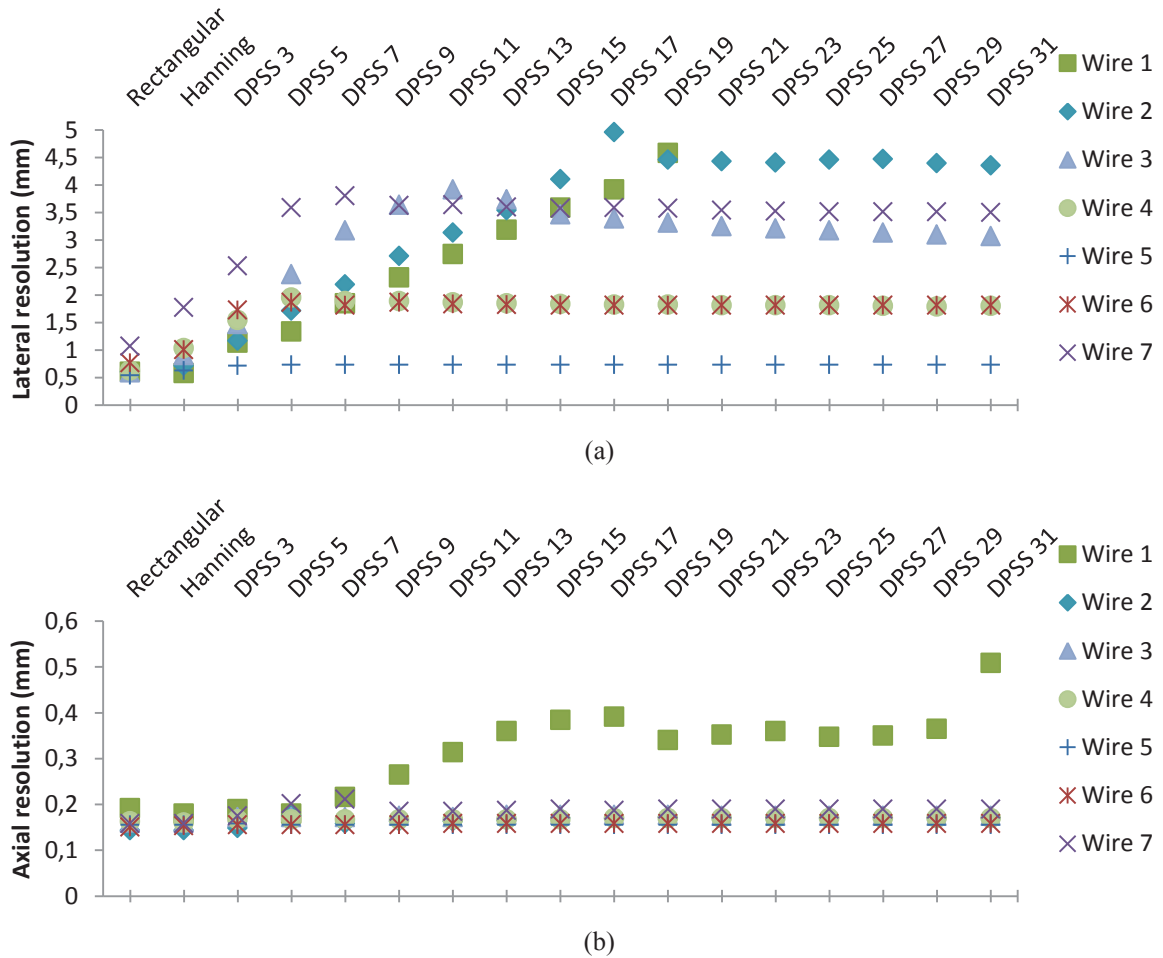 Rectangular
Hanning
DPSS 3
DPSS 5
DPSS 7
DPSS 9
DPSS 11
DPSS 13
DPSS 15
DPSS 17
DPSS 19
DPSS 21
DPSS 23
DPSS 25
DPSS 27
DPSS 29
DPSS 31
Lateral resolution (mm)
5
4,5
4
3,5
3
2,5
2
1,5
1
0,5
0
Wire 1
Wire 2
Wire 3
Wire 4
Wire 5
Wire 6
Wire 7
(a)
Rectangular
Hanning
DPSS 3
DPSS 5
DPSS 7
DPSS 9
DPSS 11
DPSS 13
DPSS 15
DPSS 17
DPSS 19
DPSS 21
DPSS 23
DPSS 25
DPSS 27
DPSS 29
DPSS 31
Axial resolution (mm)
0,6
0,5
0,4
0,3
0,2
0,1
0
Wire 1
Wire 2
Wire 3
Wire 4
Wire 5
Wire 6
Wire 7
(b)